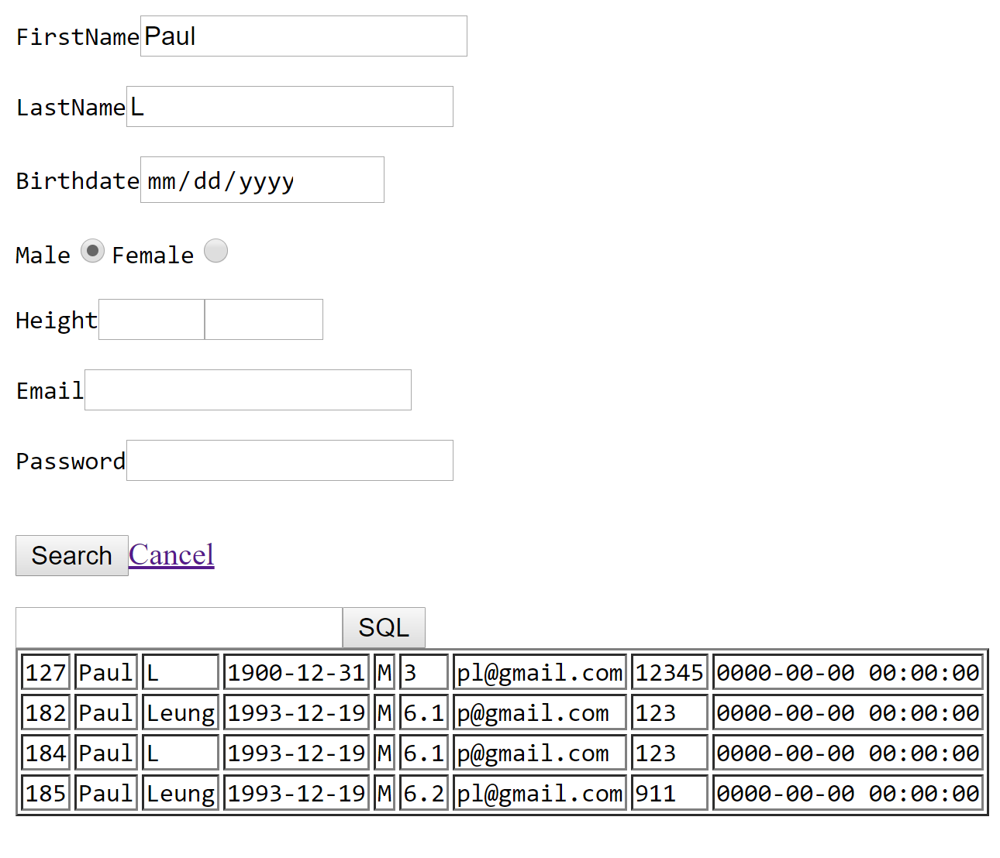 FirstName Paul
LastName L
Birthdate mm/dd/yyyy
Male Female
Height
Email
Password
Search Cancel
SQL
127 Paul L 1900-12-31 M 3 pl@gmail.com 12345 0000-00-00 00:00:00
182 Paul Leung 1993-12-19 M 6.1 p@gmail.com 123 0000-00-00 00:00:00
184 Paul L 1993-12-19 M 6.1 p@gmail.com 123 0000-00-00 00:00:00
185 Paul Leung 1993-12-19 M 6.2 pl@gmail.com 911 0000-00-00 00:00:00